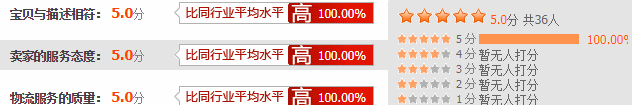 宝贝与描述相符： 5.0分 比同行业平均水平 高 100.00%
卖家的服务态度： 5.0分 比同行业平均水平 高 100.00%
物流服务的质量： 5.0分 比同行业平均水平 高 100.00%
5.0分 共36人
5 分 100.00%
4 分 暂无人打分
3 分 暂无人打分
2 分 暂无人打分
1 分 暂无人打分